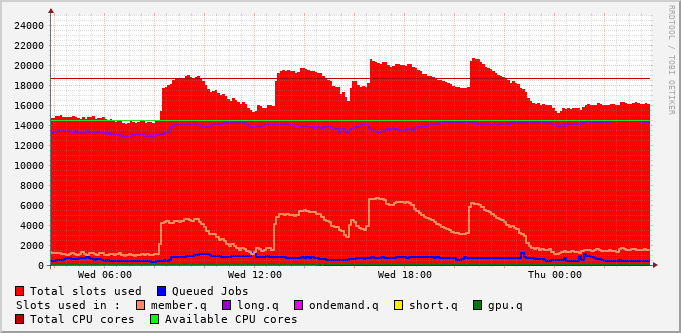 24000
22000
20000
18000
16000
14000
12000
10000
8000
6000
4000
2000
0
Wed 06:00 Wed 12:00 Wed 18:00 Thu 00:00
RRDTOOL / TOBI OETIKER
Total slots used Queued Jobs
Slots used in : member.q long.q ondemand.q short.q gpu.q
Total CPU cores Available CPU cores